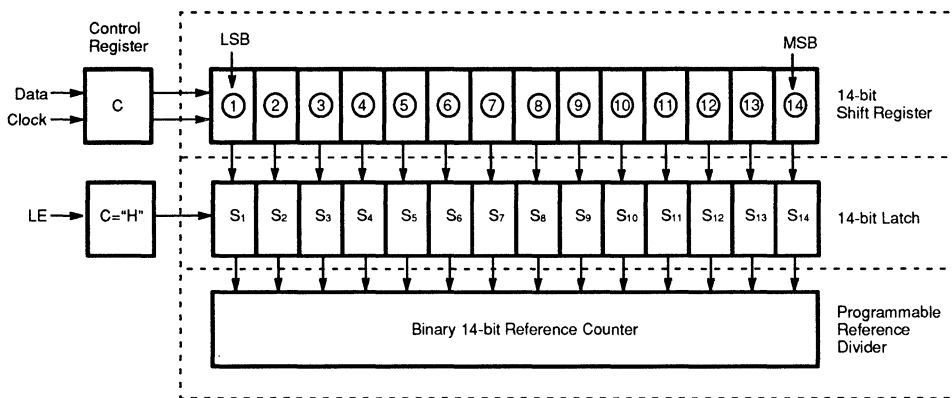 Control
Register
LSB
MSB
Data
Clock
C
1 2 3 4 5 6 7 8 9 10 11 12 13 14
14-bit
Shift Register
LE
C="H"
S1 S2 S3 S4 S5 S6 S7 S8 S9 S10 S11 S12 S13 S14
14-bit Latch
Binary 14-bit Reference Counter
Programmable
Reference
Divider